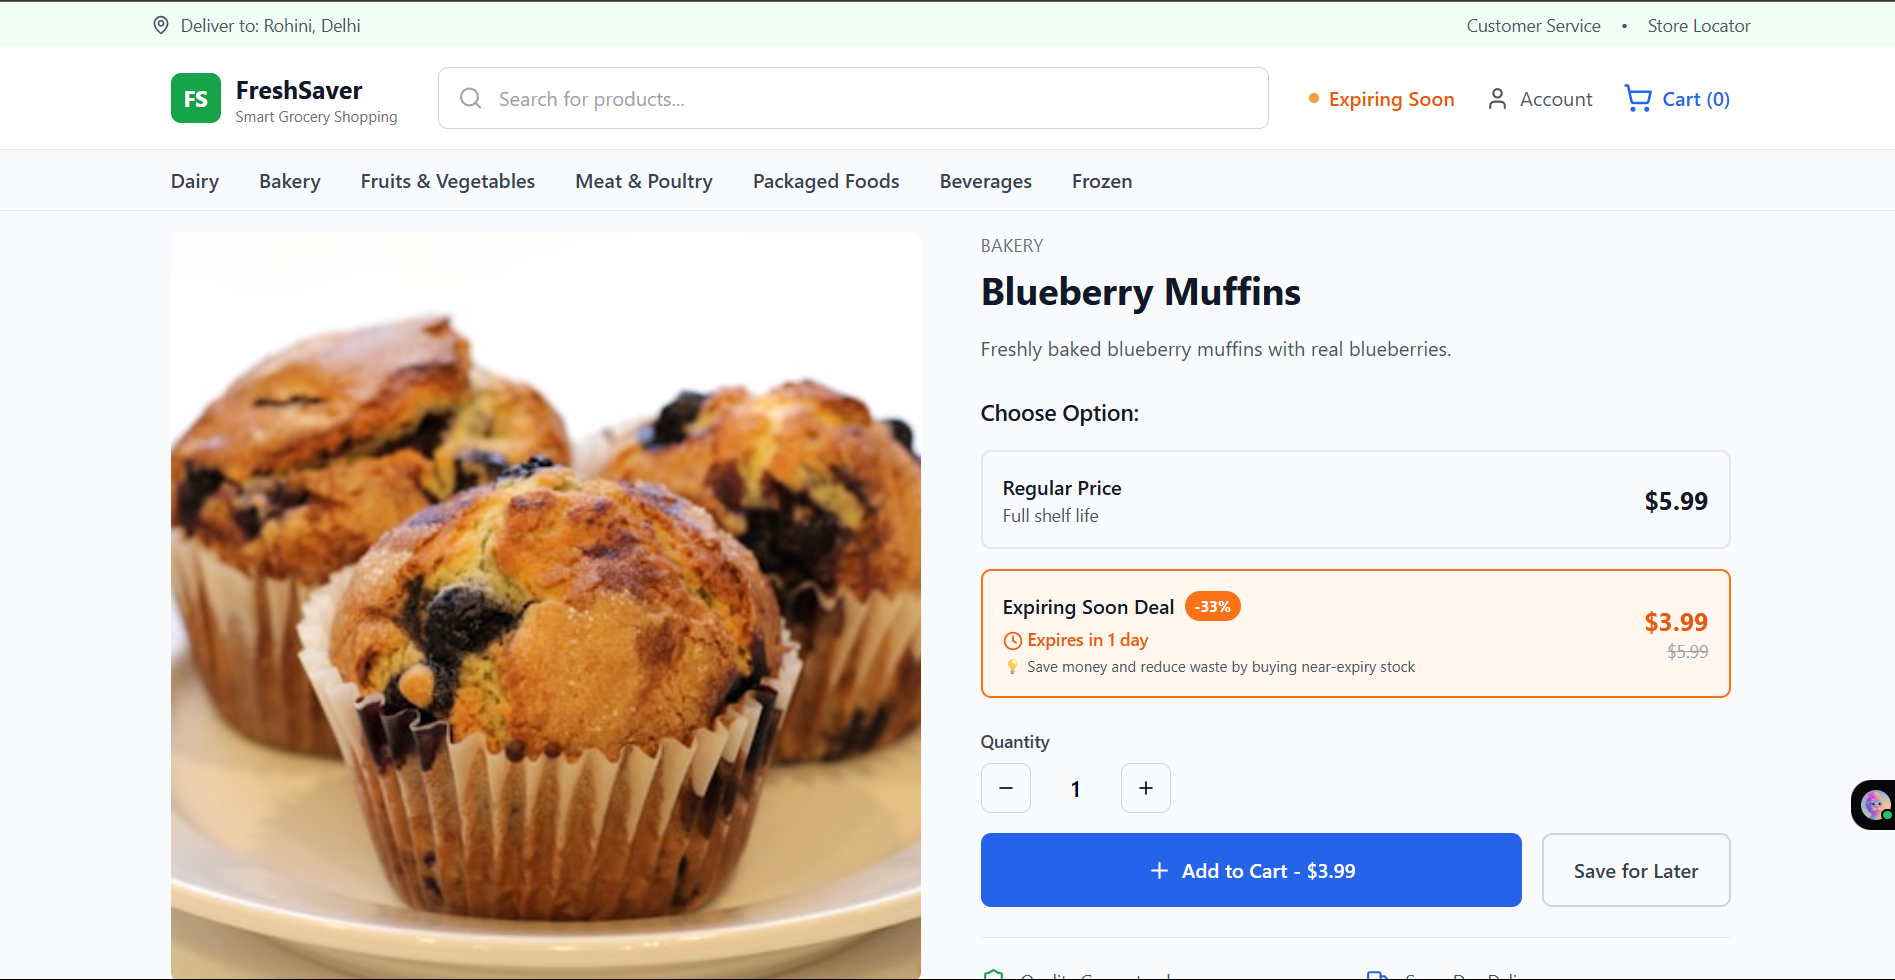 Deliver to: Rohini, Delhi
Customer Service • Store Locator
FS
FreshSaver
Smart Grocery Shopping
Search for products...
Expiring Soon
Account
Cart (0)
Dairy
Bakery
Fruits & Vegetables
Meat & Poultry
Packaged Foods
Beverages
Frozen
BAKERY
Blueberry Muffins
Freshly baked blueberry muffins with real blueberries.
Choose Option:
Regular Price
Full shelf life
$5.99
Expiring Soon Deal -33%
Expires in 1 day
Save money and reduce waste by buying near-expiry stock
$3.99
$5.99
Quantity
− 1 +
+ Add to Cart - $3.99
Save for Later